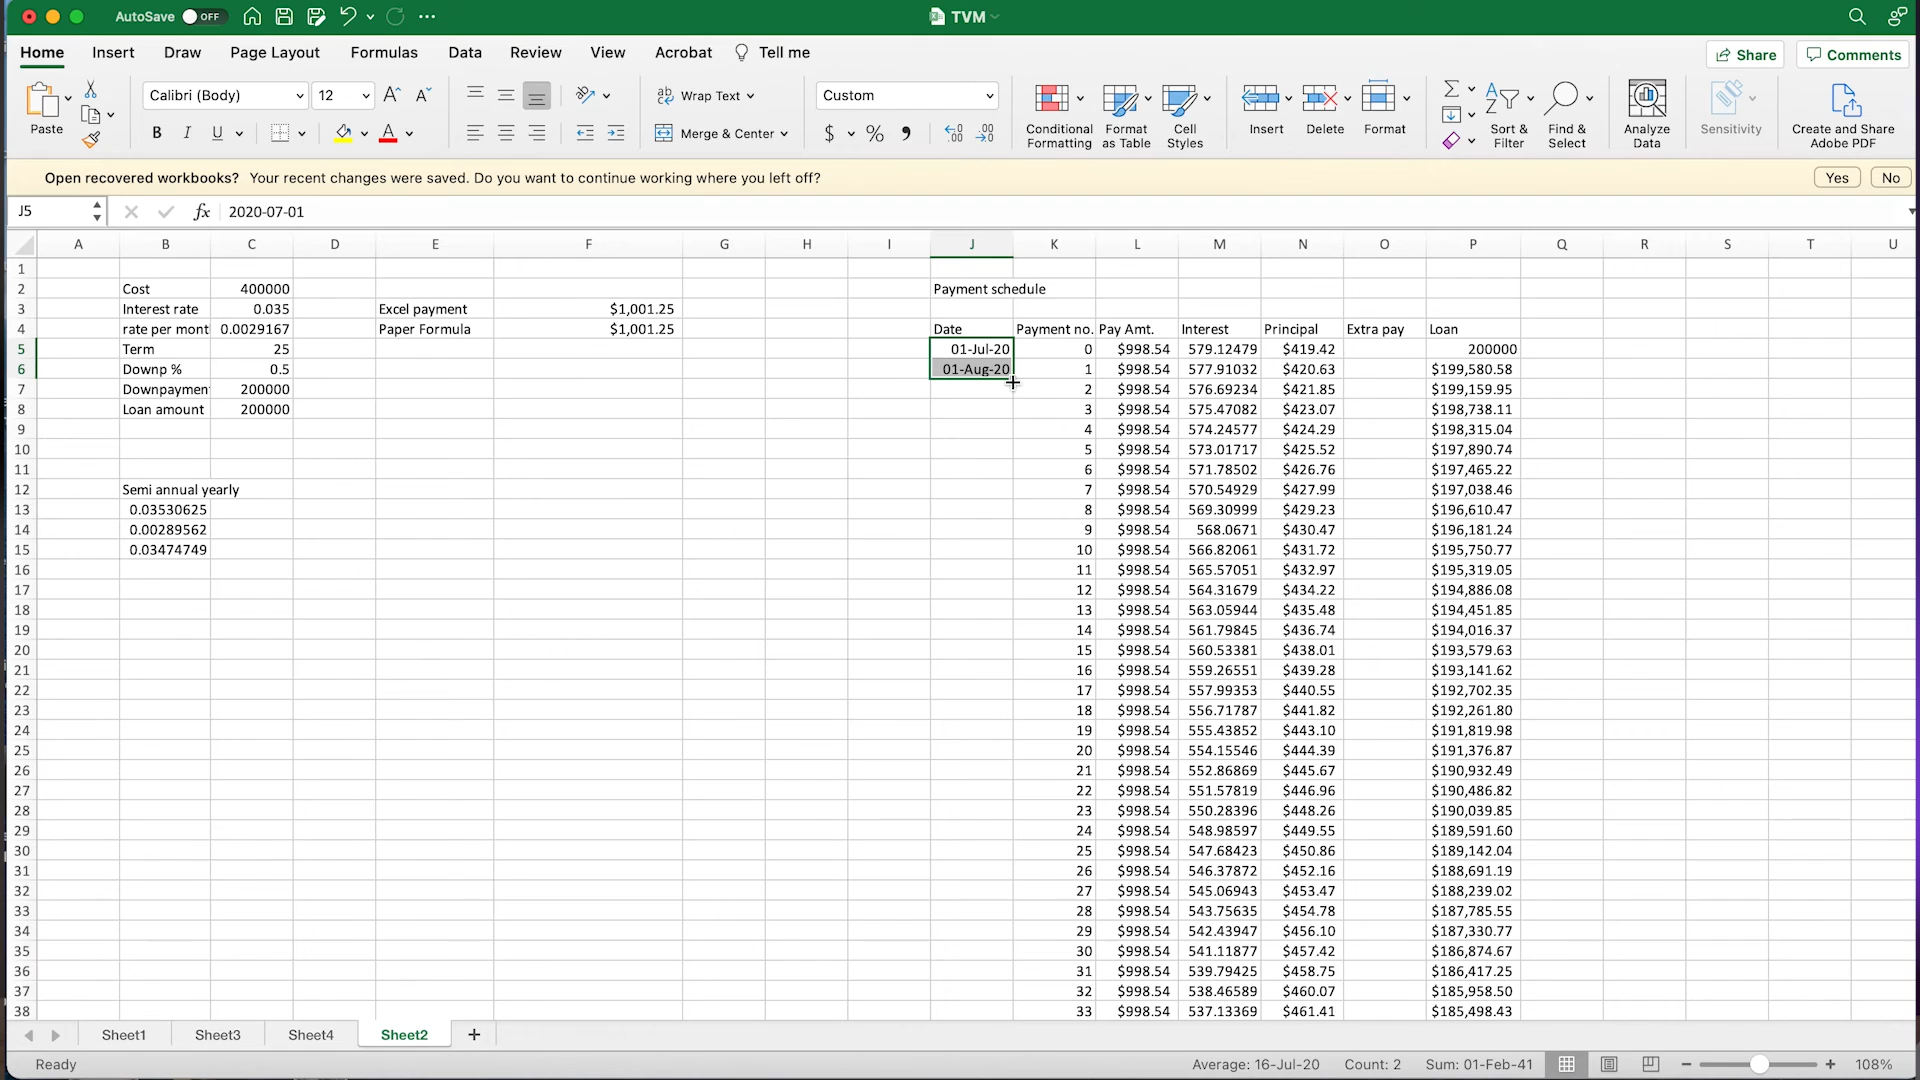 AutoSave OFF TVM
Home Insert Draw Page Layout Formulas Data Review View Acrobat Tell me Share Comments
Paste Calibri (Body) 12 Wrap Text Custom
B I U Merge & Center $ %
Conditional Formatting Format as Table Cell Styles Insert Delete Format Sort & Filter Find & Select Analyze Data Sensitivity Create and Share Adobe PDF
Open recovered workbooks? Your recent changes were saved. Do you want to continue working where you left off? Yes No
J5 fx 2020-07-01
A B C D E F G H I J K L M N O P Q R S T U
1
2 Cost 400000 Payment schedule
3 Interest rate 0.035 Excel payment $1,001.25
4 rate per mont 0.0029167 Paper Formula $1,001.25 Date Payment no. Pay Amt. Interest Principal Extra pay Loan
5 Term 25 01-Jul-20 0 $998.54 579.12479 $419.42 200000
6 Downp % 0.5 01-Aug-20 1 $998.54 577.91032 $420.63 $199,580.58
7 Downpaymen 200000 2 $998.54 576.69234 $421.85 $199,159.95
8 Loan amount 200000 3 $998.54 575.47082 $423.07 $198,738.11
9 4 $998.54 574.24577 $424.29 $198,315.04
10 5 $998.54 573.01717 $425.52 $197,890.74
11 6 $998.54 571.78502 $426.76 $197,465.22
12 Semi annual yearly 7 $998.54 570.54929 $427.99 $197,038.46
13 0.03530625 8 $998.54 569.30999 $429.23 $196,610.47
14 0.00289562 9 $998.54 568.0671 $430.47 $196,181.24
15 0.03474749 10 $998.54 566.82061 $431.72 $195,750.77
16 11 $998.54 565.57051 $432.97 $195,319.05
17 12 $998.54 564.31679 $434.22 $194,886.08
18 13 $998.54 563.05944 $435.48 $194,451.85
19 14 $998.54 561.79845 $436.74 $194,016.37
20 15 $998.54 560.53381 $438.01 $193,579.63
21 16 $998.54 559.26551 $439.28 $193,141.62
22 17 $998.54 557.99353 $440.55 $192,702.35
23 18 $998.54 556.71787 $441.82 $192,261.80
24 19 $998.54 555.43852 $443.10 $191,819.98
25 20 $998.54 554.15546 $444.39 $191,376.87
26 21 $998.54 552.86869 $445.67 $190,932.49
27 22 $998.54 551.57819 $446.96 $190,486.82
28 23 $998.54 550.28396 $448.26 $190,039.85
29 24 $998.54 548.98597 $449.55 $189,591.60
30 25 $998.54 547.68423 $450.86 $189,142.04
31 26 $998.54 546.37872 $452.16 $188,691.19
32 27 $998.54 545.06943 $453.47 $188,239.02
33 28 $998.54 543.75635 $454.78 $187,785.55
34 29 $998.54 542.43947 $456.10 $187,330.77
35 30 $998.54 541.11877 $457.42 $186,874.67
36 31 $998.54 539.79425 $458.75 $186,417.25
37 32 $998.54 538.46589 $460.07 $185,958.50
38 33 $998.54 537.13369 $461.41 $185,498.43
Sheet1 Sheet3 Sheet4 Sheet2
Ready Average: 16-Jul-20 Count: 2 Sum: 01-Feb-41 108%